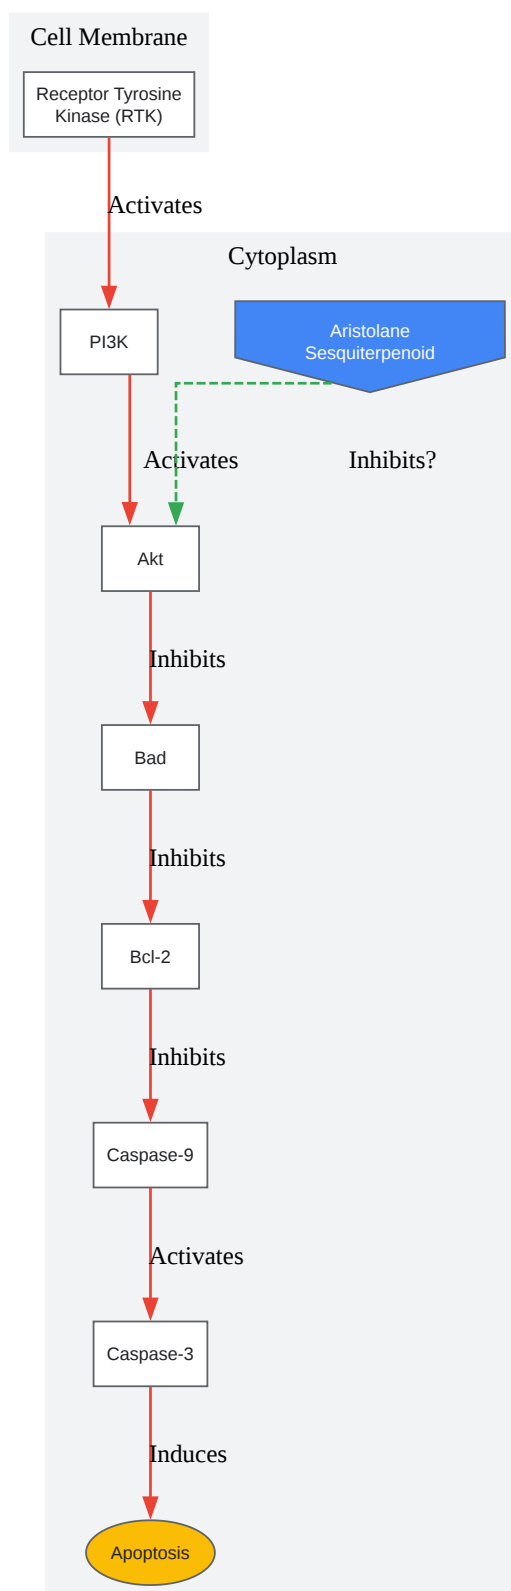 Cell Membrane
Receptor Tyrosine
Kinase (RTK)
Activates
Cytoplasm
PI3K
Aristolane
Sesquiterpenoid
Activates
Inhibits?
Akt
Inhibits
Bad
Inhibits
Bcl-2
Inhibits
Caspase-9
Activates
Caspase-3
Induces
Apoptosis